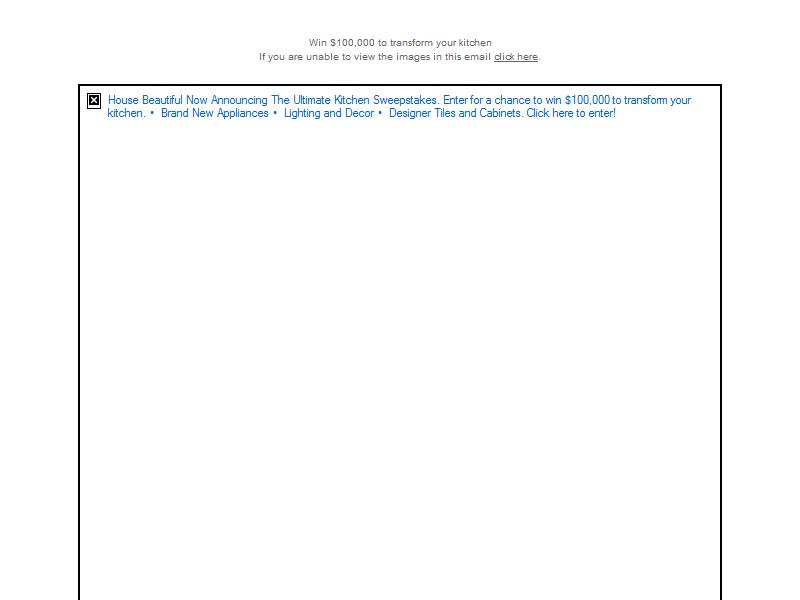 Win $100,000 to transform your kitchen
If you are unable to view the images in this email click here.
House Beautiful Now Announcing The Ultimate Kitchen Sweepstakes. Enter for a chance to win $100,000 to transform your
kitchen. • Brand New Appliances • Lighting and Decor • Designer Tiles and Cabinets. Click here to enter!